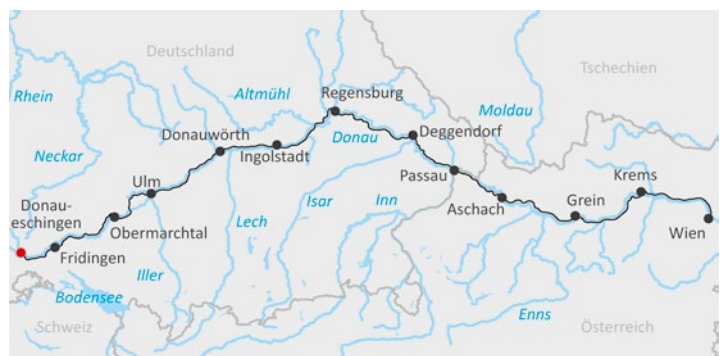 Deutschland
Tschechien
Rhein
Altmühl
Regensburg
Moldau
Donauwörth
Donau
Deggendorf
Neckar
Ingolstadt
Ulm
Passau
Krems
Donau-
eschingen
Isar
Inn
Aschach
Grein
Lech
Obermarchtal
Wien
Fridingen
Iller
Bodensee
Enns
Schweiz
Österreich